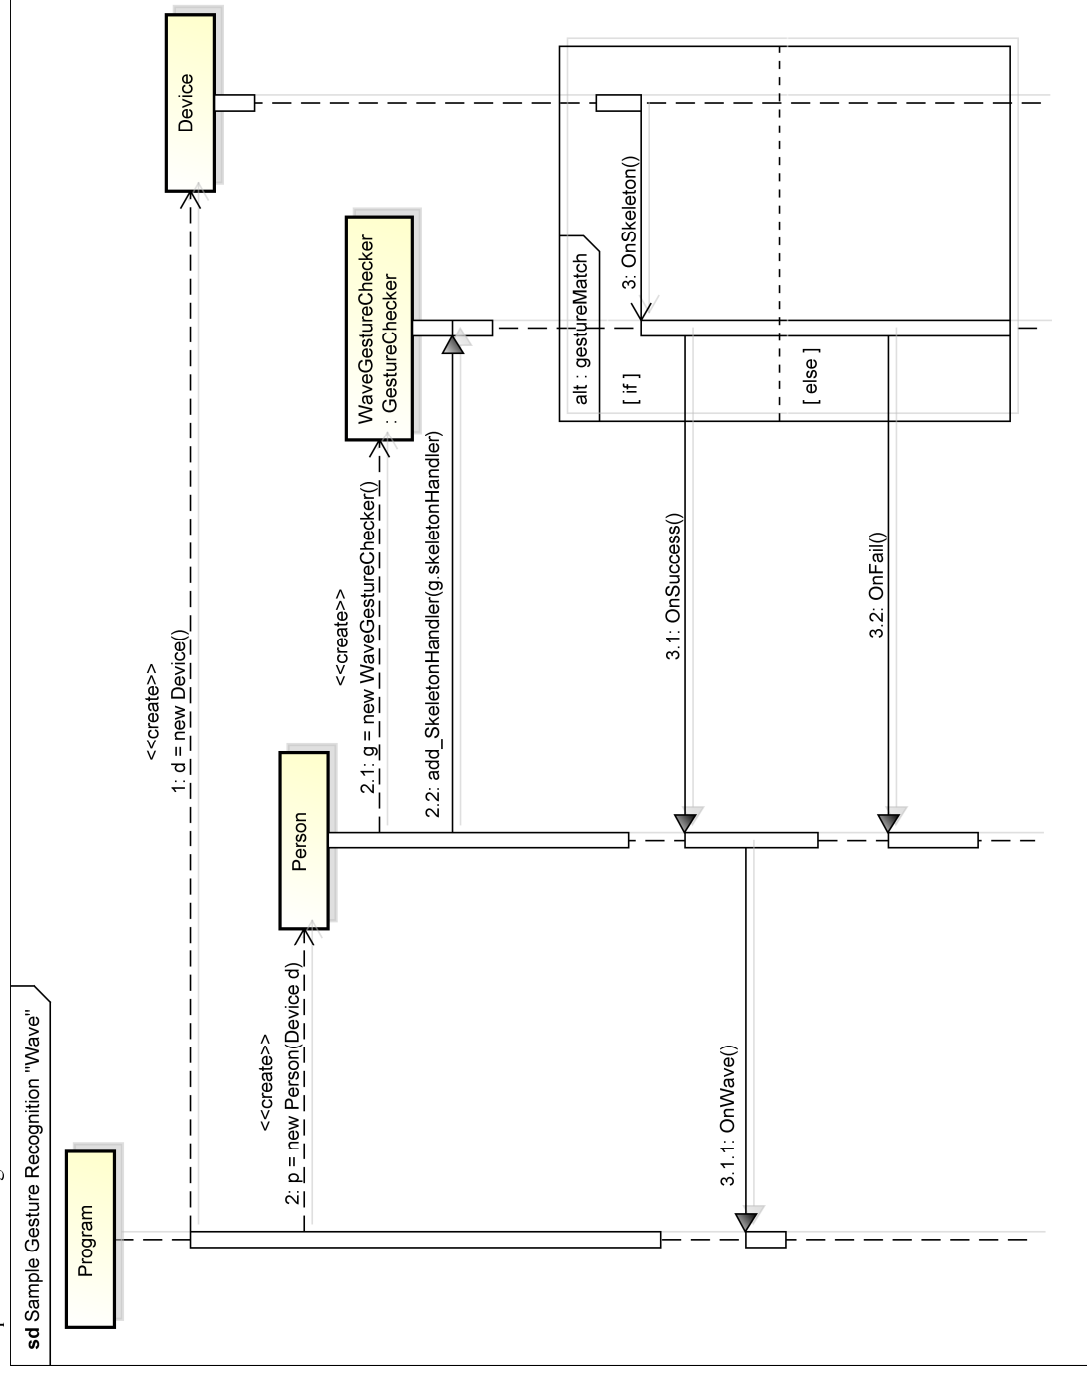 sd Sample Gesture Recognition "Wave"
Program
Person
WaveGestureChecker
: GestureChecker
Device
<<create>>
1: d = new Device()
<<create>>
2: p = new Person(Device d)
<<create>>
2.1: g = new WaveGestureChecker()
2.2: add_SkeletonHandler(g.skeletonHandler)
alt : gestureMatch
[ if ]
3: OnSkeleton()
3.1: OnSuccess()
3.1.1: OnWave()
[ else ]
3.2: OnFail()